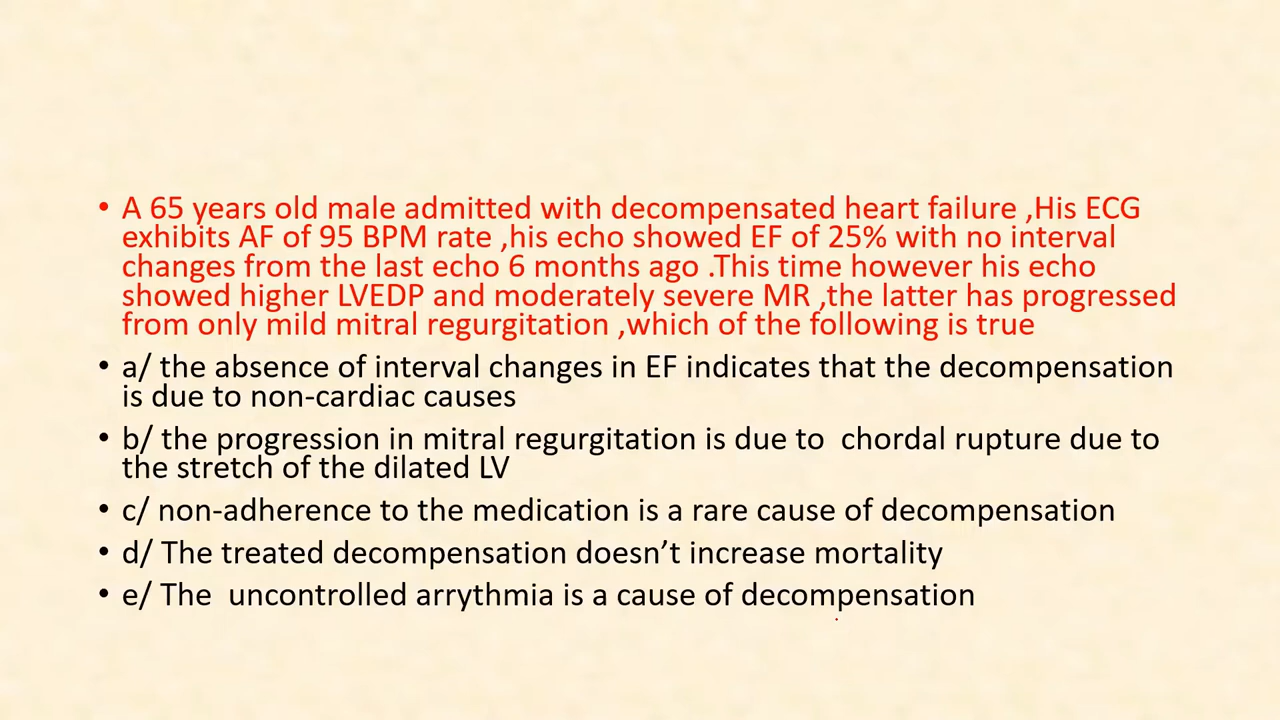 • A 65 years old male admitted with decompensated heart failure ,His ECG
exhibits AF of 95 BPM rate ,his echo showed EF of 25% with no interval
changes from the last echo 6 months ago .This time however his echo
showed higher LVEDP and moderately severe MR ,the latter has progressed
from only mild mitral regurgitation ,which of the following is true
• a/ the absence of interval changes in EF indicates that the decompensation
is due to non-cardiac causes
• b/ the progression in mitral regurgitation is due to  chordal rupture due to
the stretch of the dilated LV
• c/ non-adherence to the medication is a rare cause of decompensation
• d/ The treated decompensation doesn’t increase mortality
• e/ The  uncontrolled arrythmia is a cause of decompensation